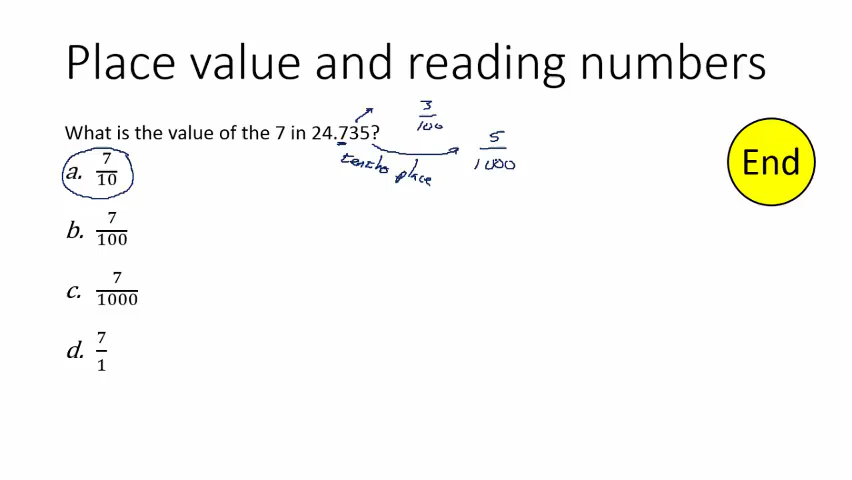 Place value and reading numbers
What is the value of the 7 in 24.735?
3/100
5/1000
tenths place
a. 7/10
b. 7/100
c. 7/1000
d. 7/1
End